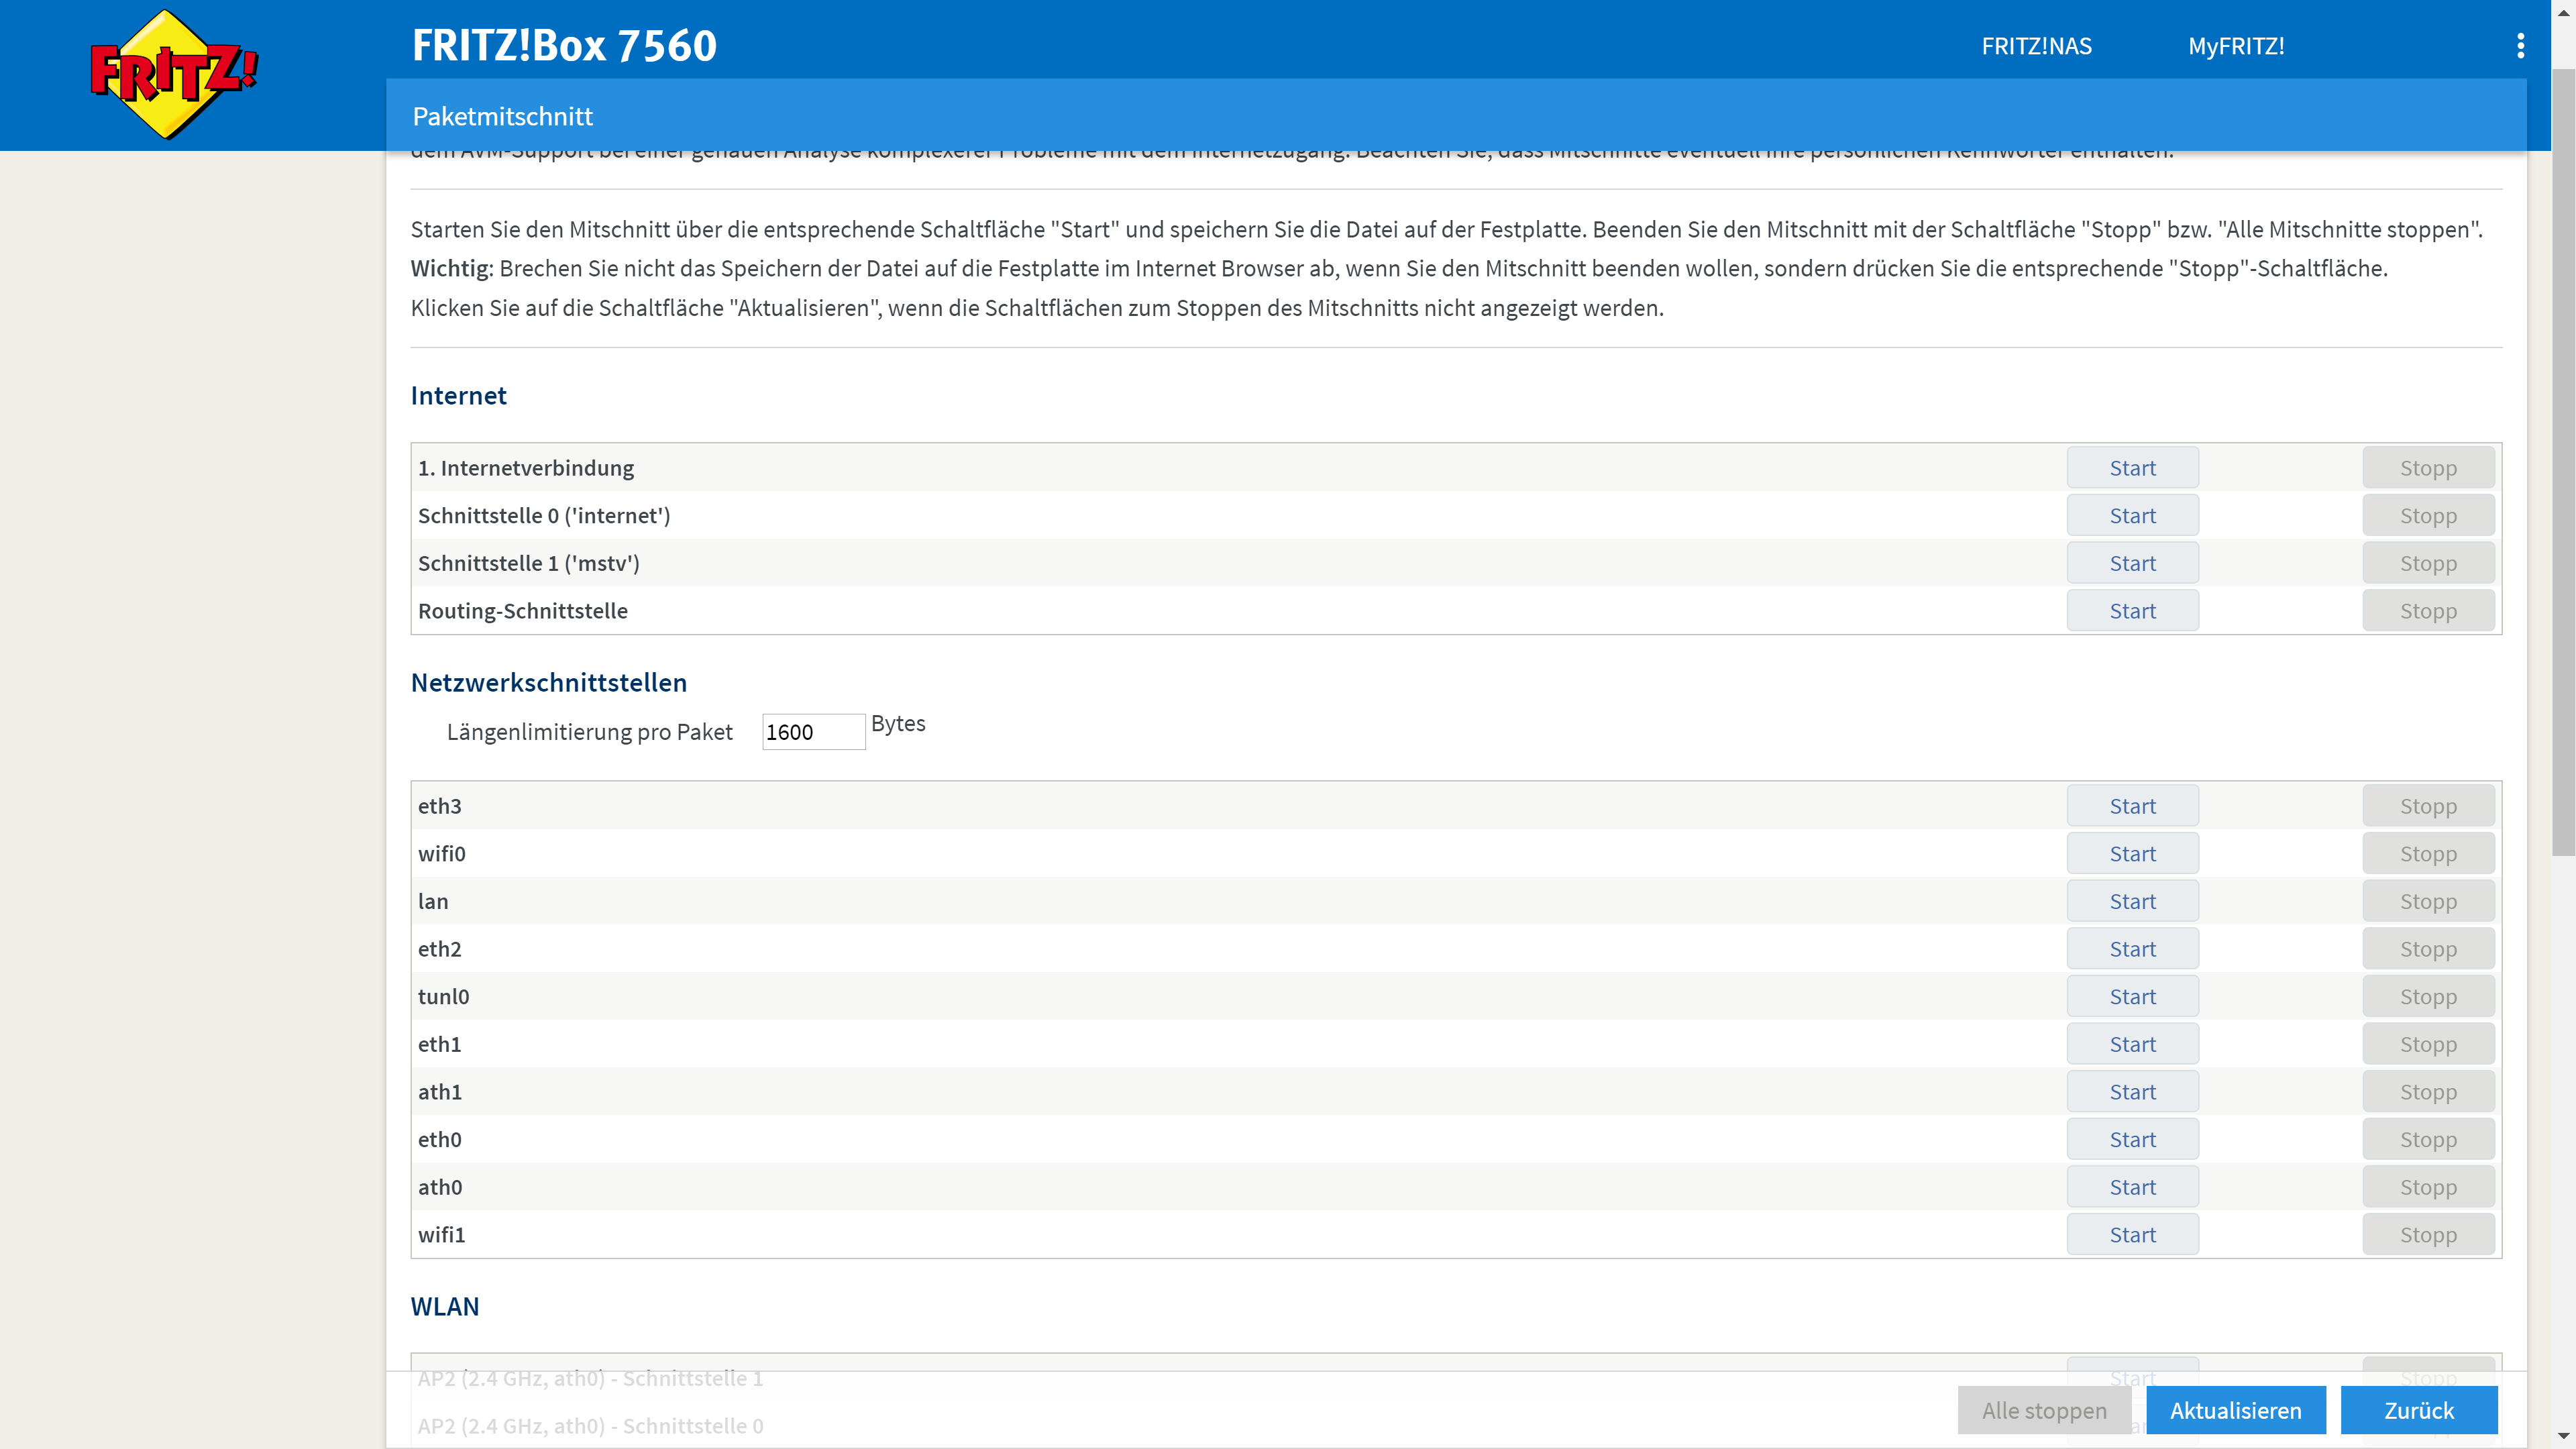 FRITZ!
FRITZ!Box 7560
FRITZ!NAS
MyFRITZ!
Paketmitschnitt
dem AVM-Support bei einer genauen Analyse komplexerer Probleme mit dem Internetzugang. Beachten Sie, dass Mitschnitte eventuell Ihre persönlichen Kennwörter enthalten.
Starten Sie den Mitschnitt über die entsprechende Schaltfläche "Start" und speichern Sie die Datei auf der Festplatte. Beenden Sie den Mitschnitt mit der Schaltfläche "Stopp" bzw. "Alle Mitschnitte stoppen".
Wichtig: Brechen Sie nicht das Speichern der Datei auf die Festplatte im Internet Browser ab, wenn Sie den Mitschnitt beenden wollen, sondern drücken Sie die entsprechende "Stopp"-Schaltfläche.
Klicken Sie auf die Schaltfläche "Aktualisieren", wenn die Schaltflächen zum Stoppen des Mitschnitts nicht angezeigt werden.
Internet
1. Internetverbindung Start Stopp
Schnittstelle 0 ('internet') Start Stopp
Schnittstelle 1 ('mstv') Start Stopp
Routing-Schnittstelle Start Stopp
Netzwerkschnittstellen
Längenlimitierung pro Paket 1600 Bytes
eth3 Start Stopp
wifi0 Start Stopp
lan Start Stopp
eth2 Start Stopp
tunl0 Start Stopp
eth1 Start Stopp
ath1 Start Stopp
eth0 Start Stopp
ath0 Start Stopp
wifi1 Start Stopp
WLAN
AP2 (2.4 GHz, ath0) - Schnittstelle 1 Start Stopp
AP2 (2.4 GHz, ath0) - Schnittstelle 0
Alle stoppen Aktualisieren Zurück